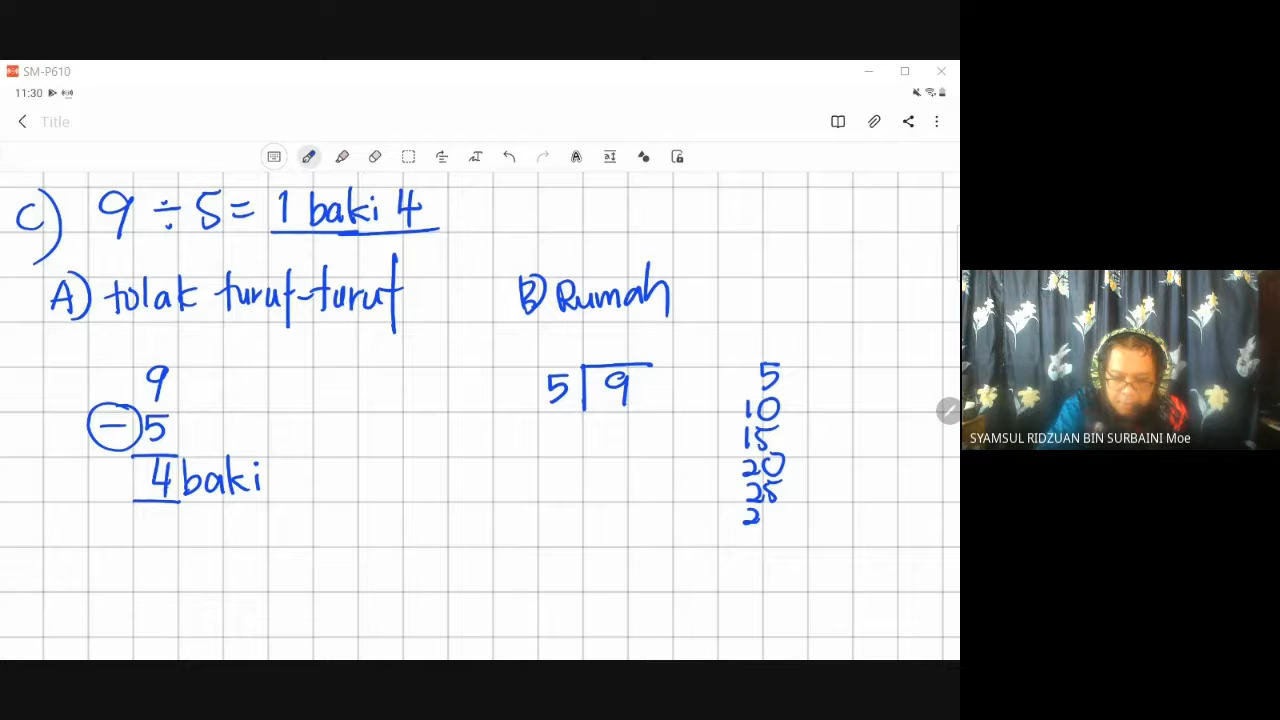 SM-P610
11:30
Title
C) 9 ÷ 5 = 1 baki 4
A) tolak turut-turut
B) Rumah
9
- 5
4 baki
5 9
5
10
15
20
25
2
SYAMSUL RIDZUAN BIN SURBAINI Moe